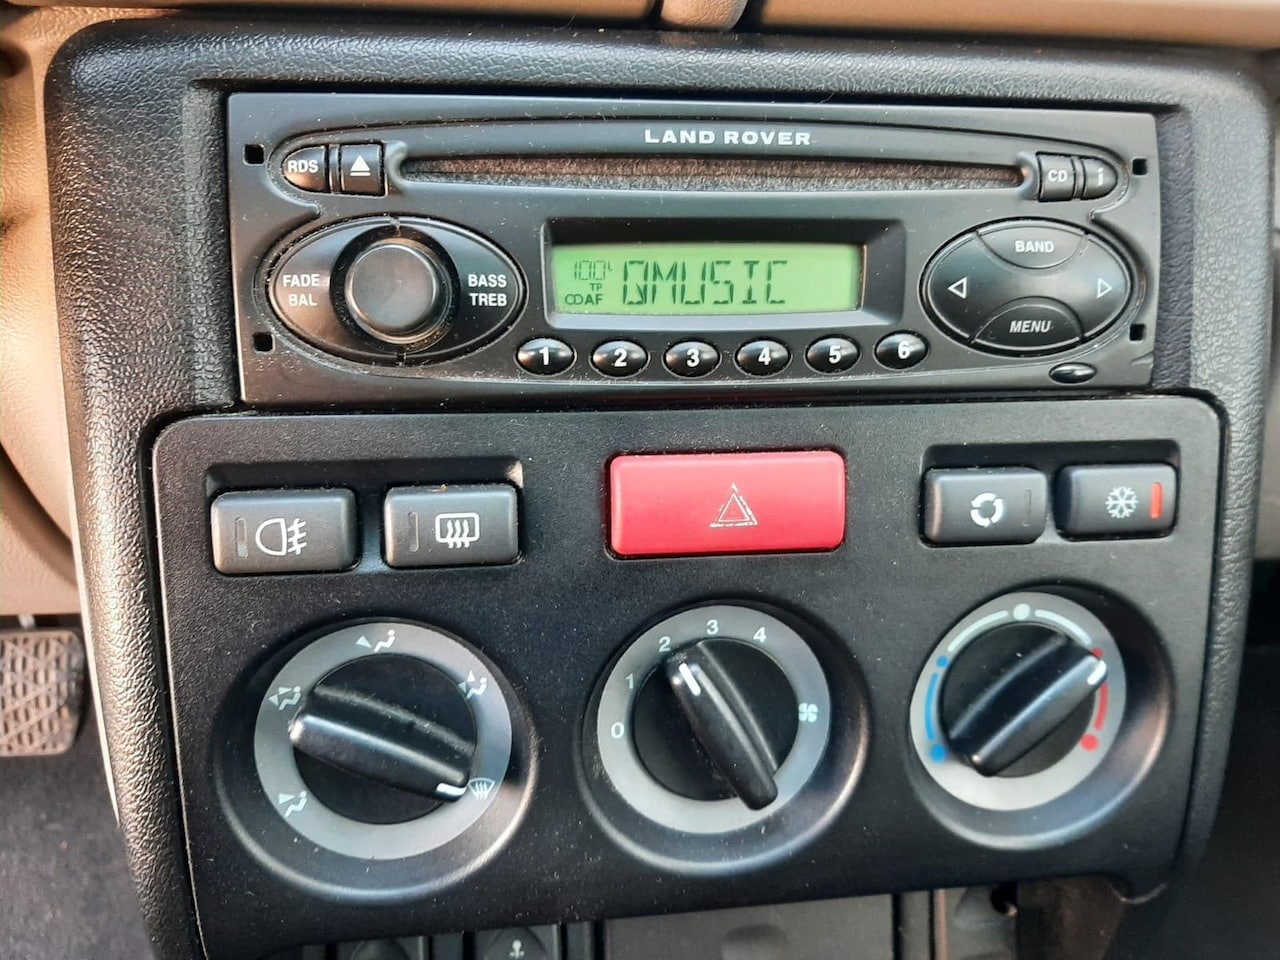 LAND ROVER
RDS
CD i
FADE
BAL
BASS
TREB
100
TP
CD AF
QMUSIC
BAND
MENU
1 2 3 4 5 6
0 1 2 3 4